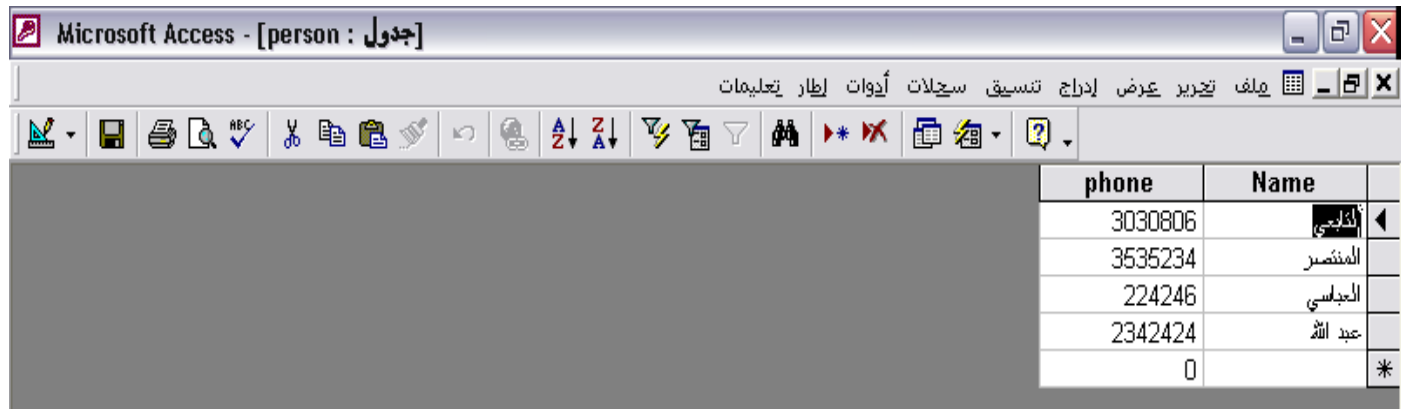 Microsoft Access - [person : جدول]
ملف تحرير عرض إدراج تنسيق سجلات أدوات إطار تعليمات
Name phone
التابعي 3030806
المنتصر 3535234
العباسي 224246
عبد الله 2342424
0